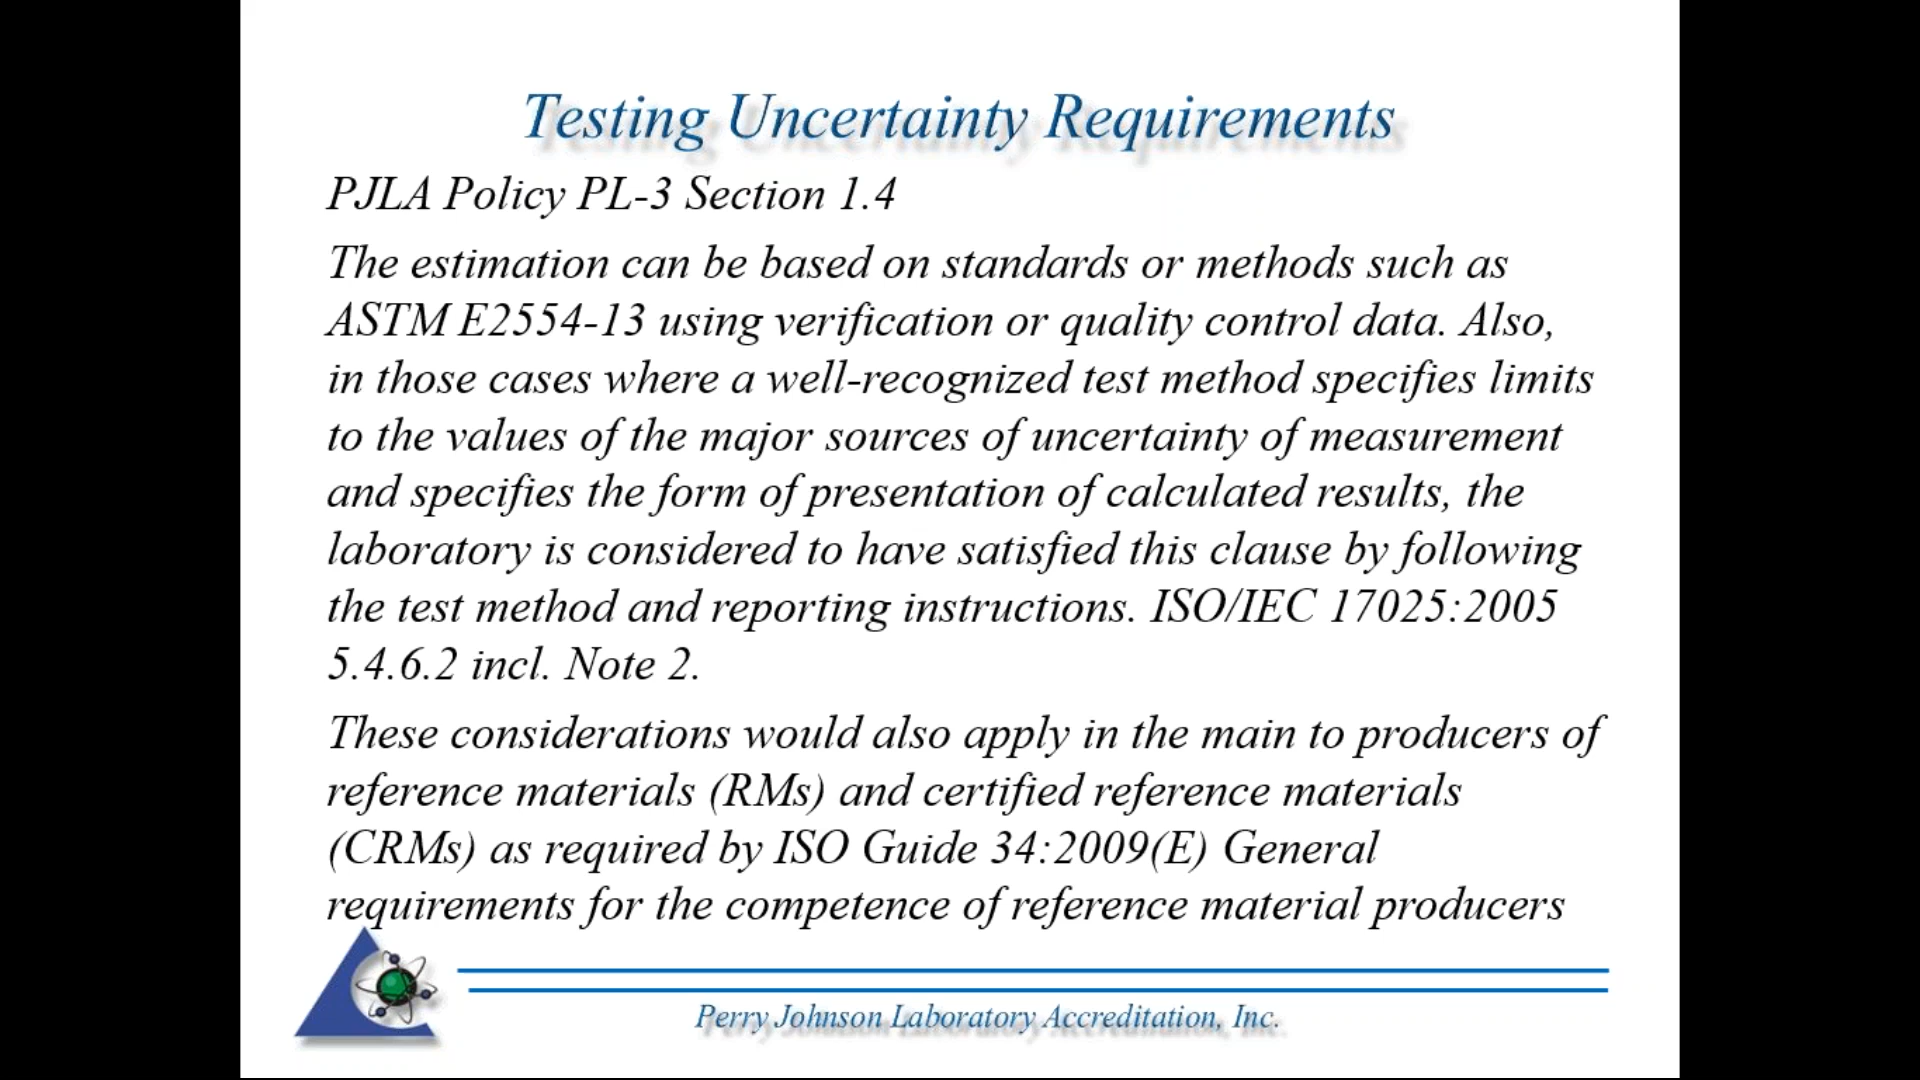 Testing Uncertainty Requirements
PJLA Policy PL-3 Section 1.4
The estimation can be based on standards or methods such as
ASTM E2554-13 using verification or quality control data. Also,
in those cases where a well-recognized test method specifies limits
to the values of the major sources of uncertainty of measurement
and specifies the form of presentation of calculated results, the
laboratory is considered to have satisfied this clause by following
the test method and reporting instructions. ISO/IEC 17025:2005
5.4.6.2 incl. Note 2.
These considerations would also apply in the main to producers of
reference materials (RMs) and certified reference materials
(CRMs) as required by ISO Guide 34:2009(E) General
requirements for the competence of reference material producers
Perry Johnson Laboratory Accreditation, Inc.